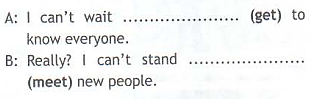 A: I can't wait ........................ (get) to
know everyone.
B: Really? I can't stand ........................
(meet) new people.